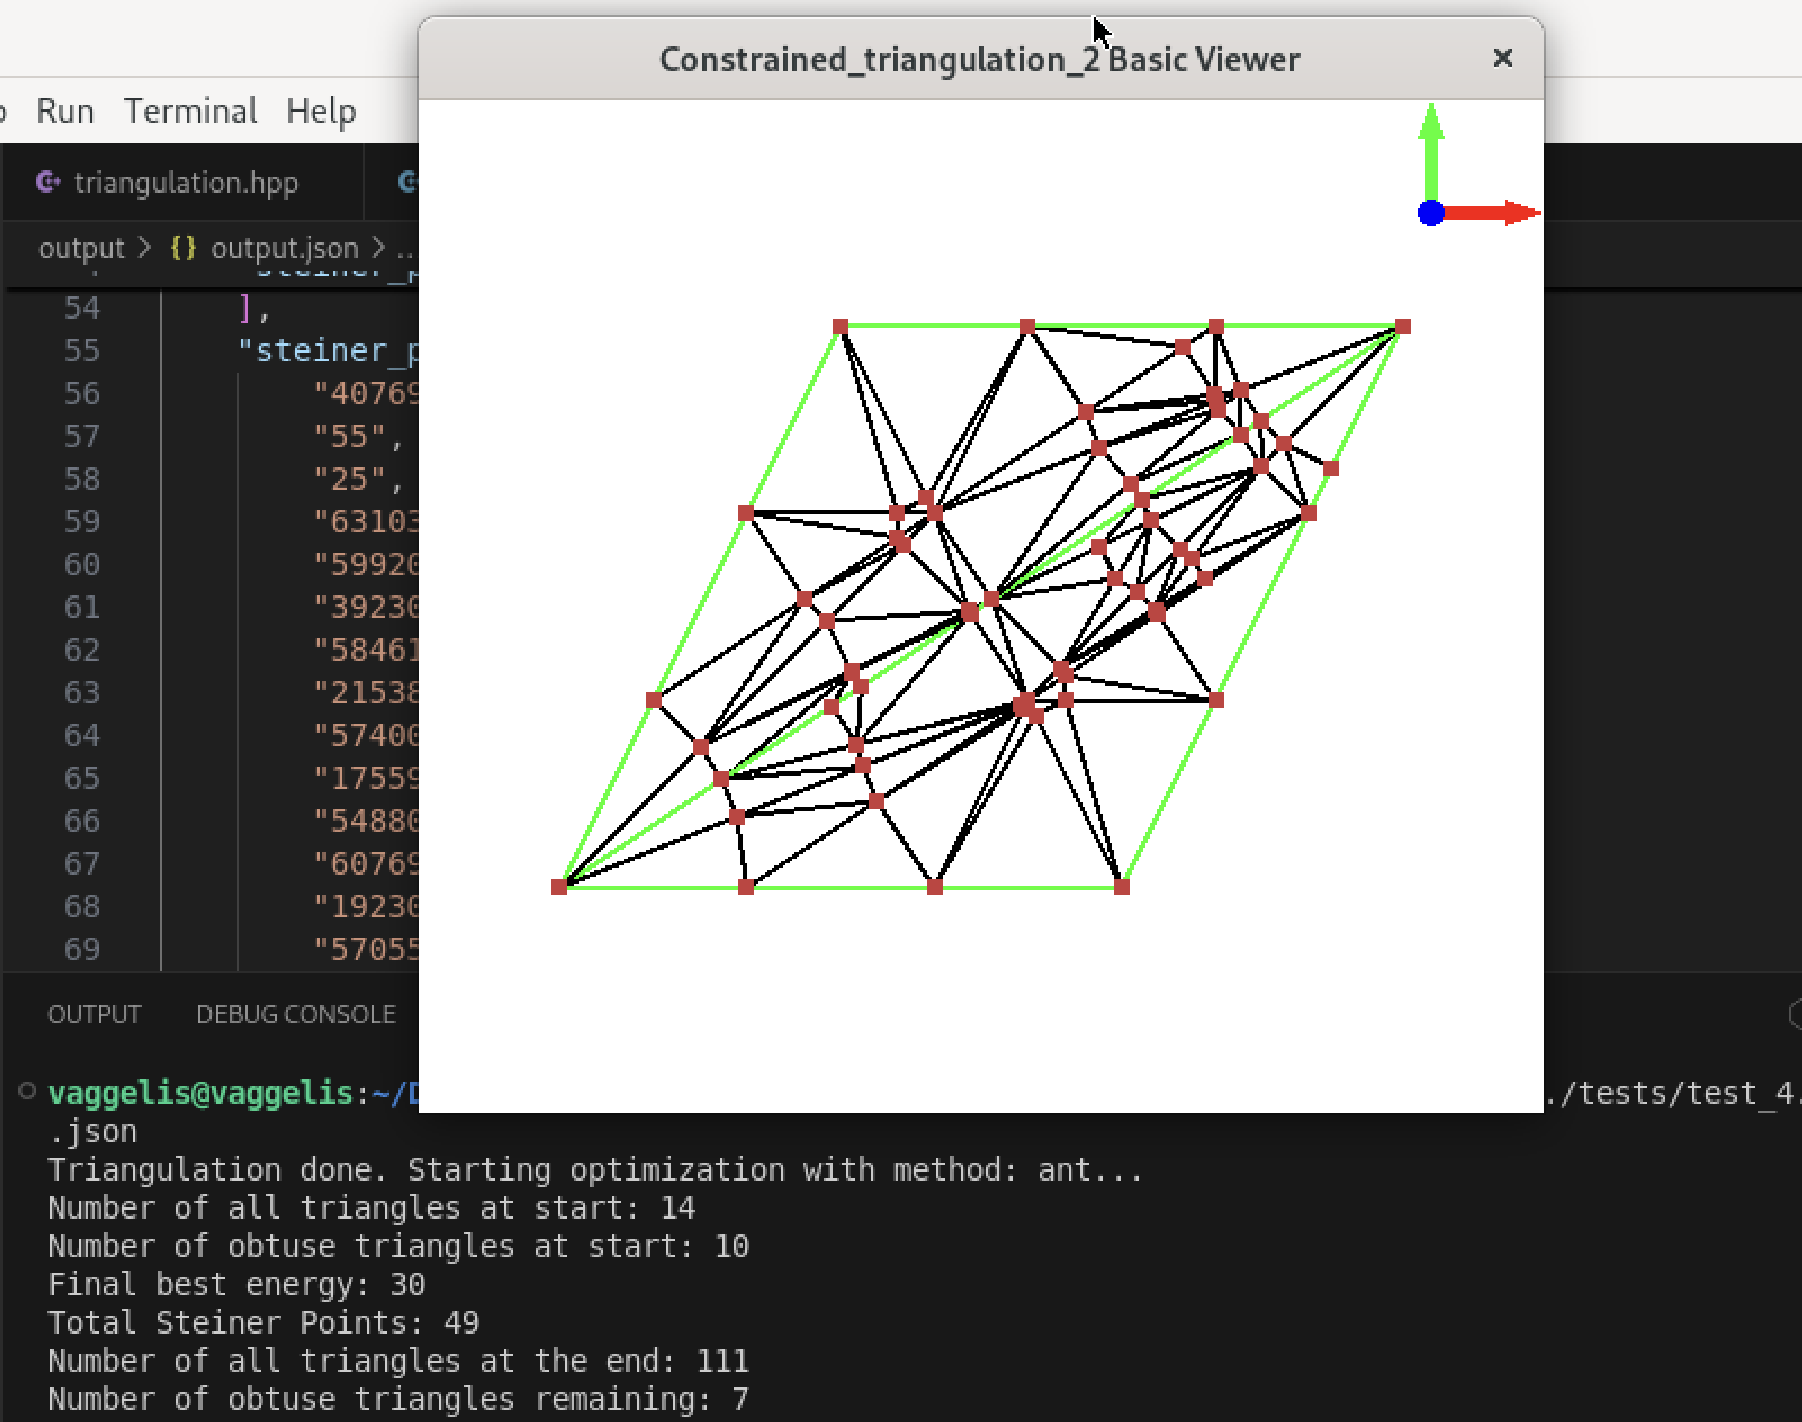 Constrained_triangulation_2 Basic Viewer
Run Terminal Help
triangulation.hpp
output > {} output.json > ...
54 ],
55 "steiner_p
56 "40769
57 "55",
58 "25",
59 "63103
60 "59920
61 "39230
62 "58461
63 "21538
64 "57400
65 "17559
66 "54880
67 "60769
68 "19230
69 "57055
OUTPUT DEBUG CONSOLE
vaggelis@vaggelis:~/D ./tests/test_4.
.json
Triangulation done. Starting optimization with method: ant...
Number of all triangles at start: 14
Number of obtuse triangles at start: 10
Final best energy: 30
Total Steiner Points: 49
Number of all triangles at the end: 111
Number of obtuse triangles remaining: 7